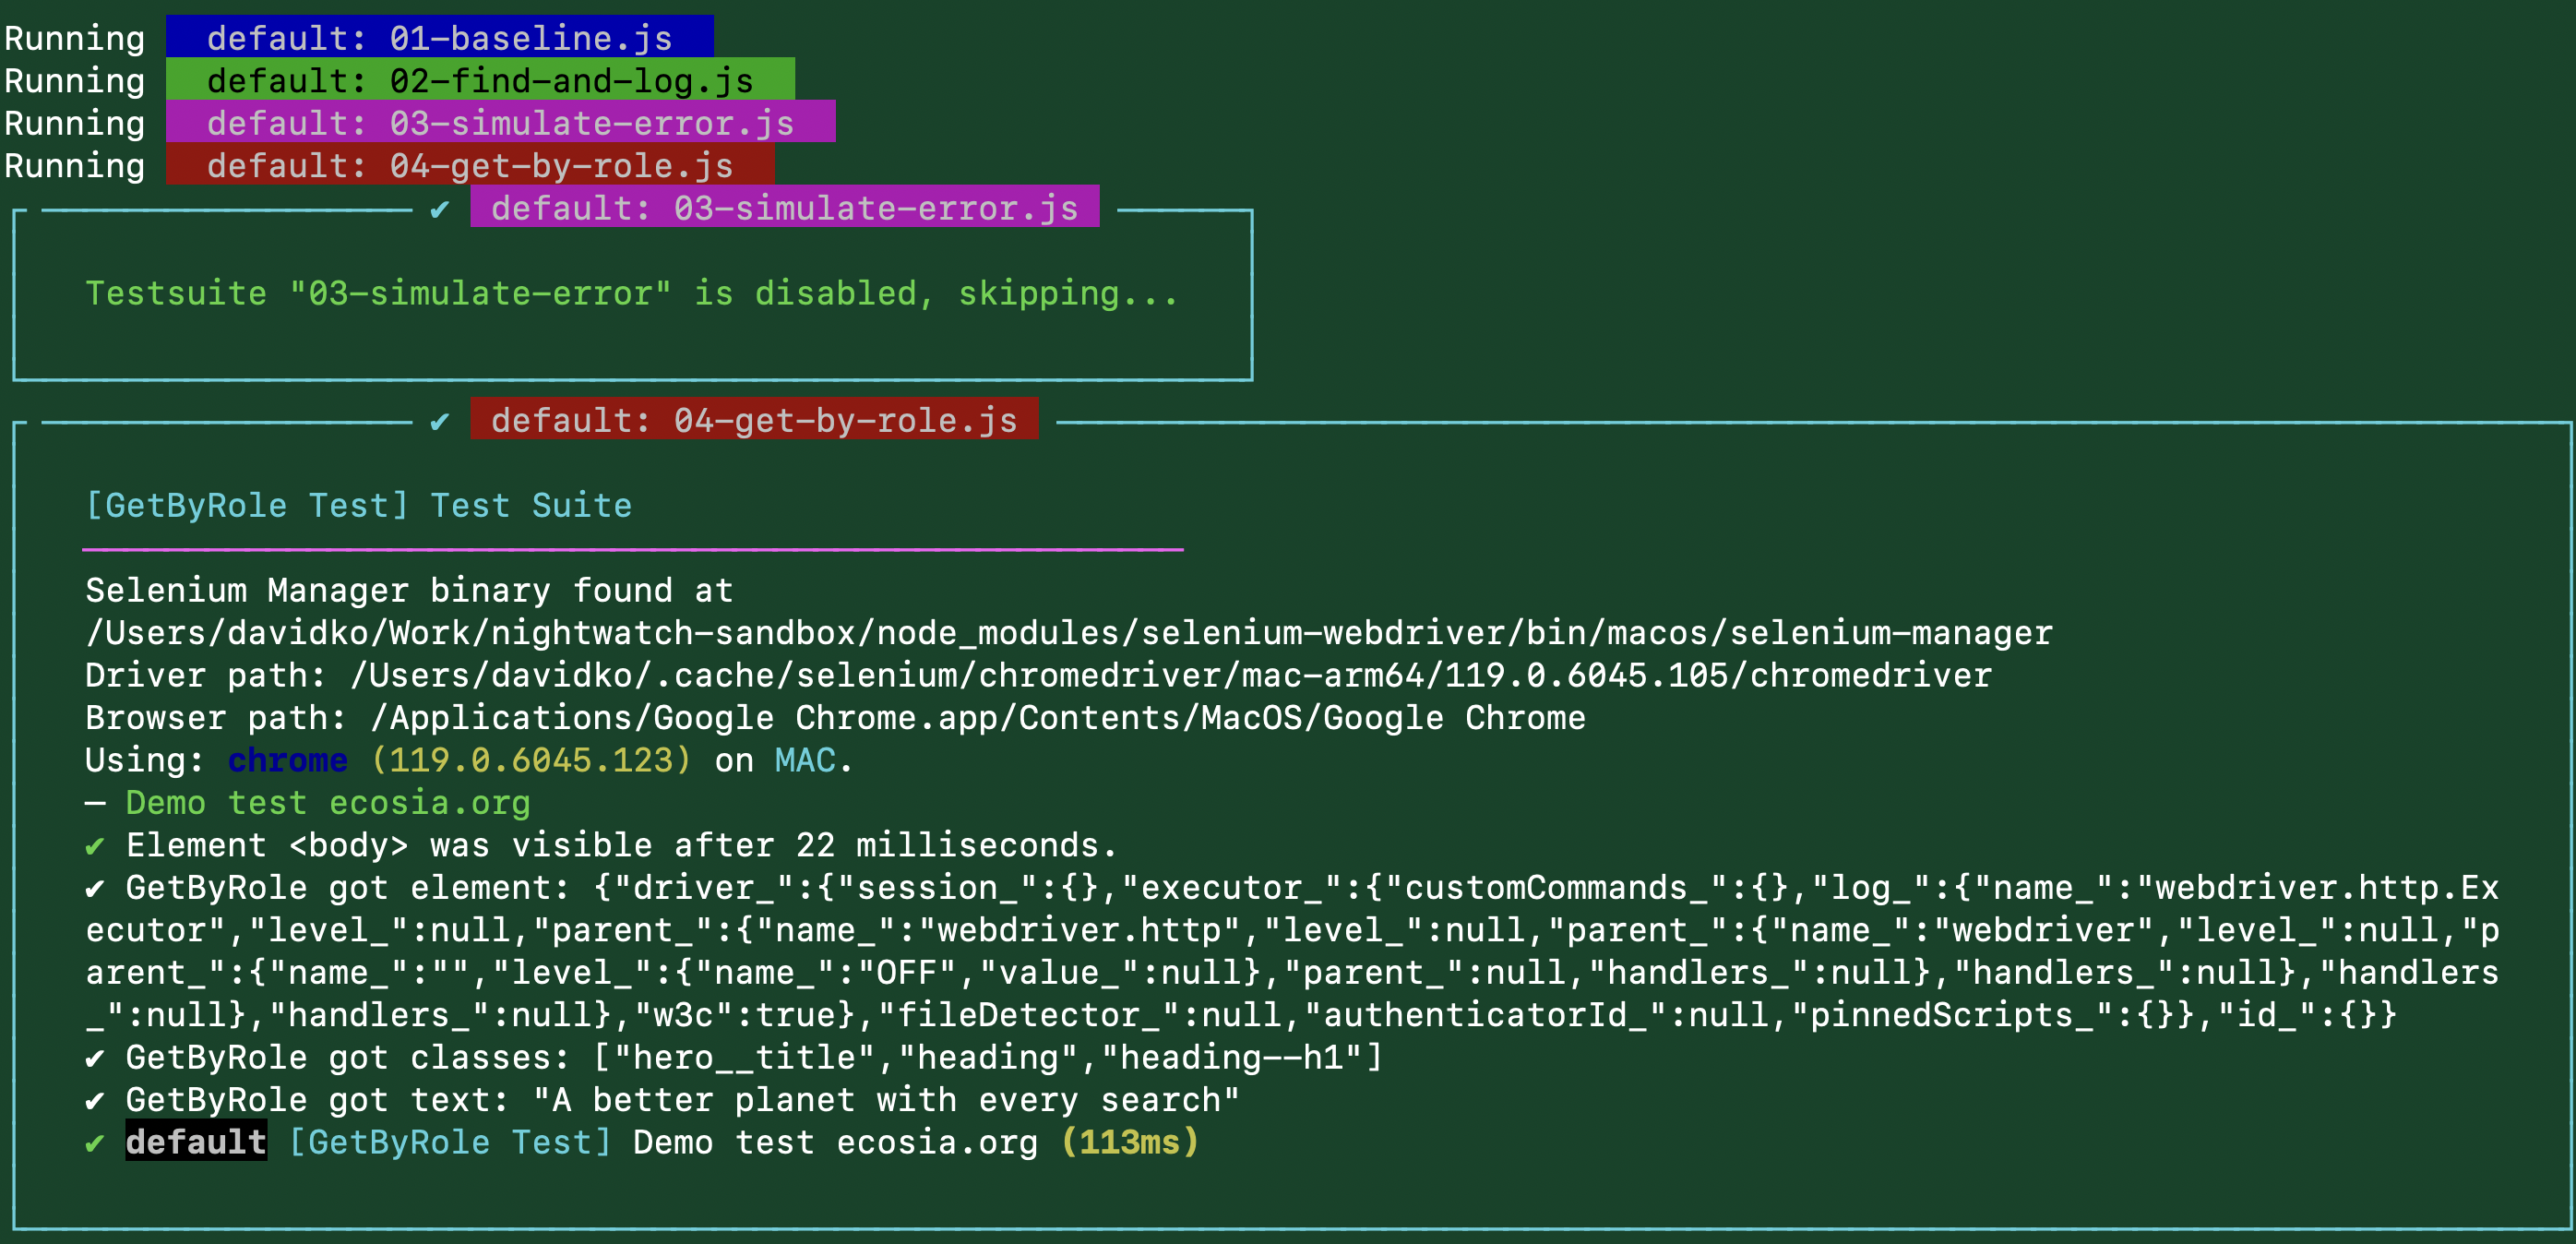 Running default: 01-baseline.js
Running default: 02-find-and-log.js
Running default: 03-simulate-error.js
Running default: 04-get-by-role.js
✔ default: 03-simulate-error.js
Testsuite "03-simulate-error" is disabled, skipping...
✔ default: 04-get-by-role.js
[GetByRole Test] Test Suite
Selenium Manager binary found at
/Users/davidko/Work/nightwatch-sandbox/node_modules/selenium-webdriver/bin/macos/selenium-manager
Driver path: /Users/davidko/.cache/selenium/chromedriver/mac-arm64/119.0.6045.105/chromedriver
Browser path: /Applications/Google Chrome.app/Contents/MacOS/Google Chrome
Using: chrome (119.0.6045.123) on MAC.
– Demo test ecosia.org
✔ Element <body> was visible after 22 milliseconds.
✔ GetByRole got element: {"driver_":{"session_":{},"executor_":{"customCommands_":{},"log_":{"name_":"webdriver.http.Ex
ecutor","level_":null,"parent_":{"name_":"webdriver.http","level_":null,"parent_":{"name_":"webdriver","level_":null,"p
arent_":{"name_":"","level_":{"name_":"OFF","value_":null},"parent_":null,"handlers_":null},"handlers_":null},"handlers
_":null},"handlers_":null},"w3c":true},"fileDetector_":null,"authenticatorId_":null,"pinnedScripts_":{}},"id_":{}}
✔ GetByRole got classes: ["hero__title","heading","heading--h1"]
✔ GetByRole got text: "A better planet with every search"
✔ default [GetByRole Test] Demo test ecosia.org (113ms)